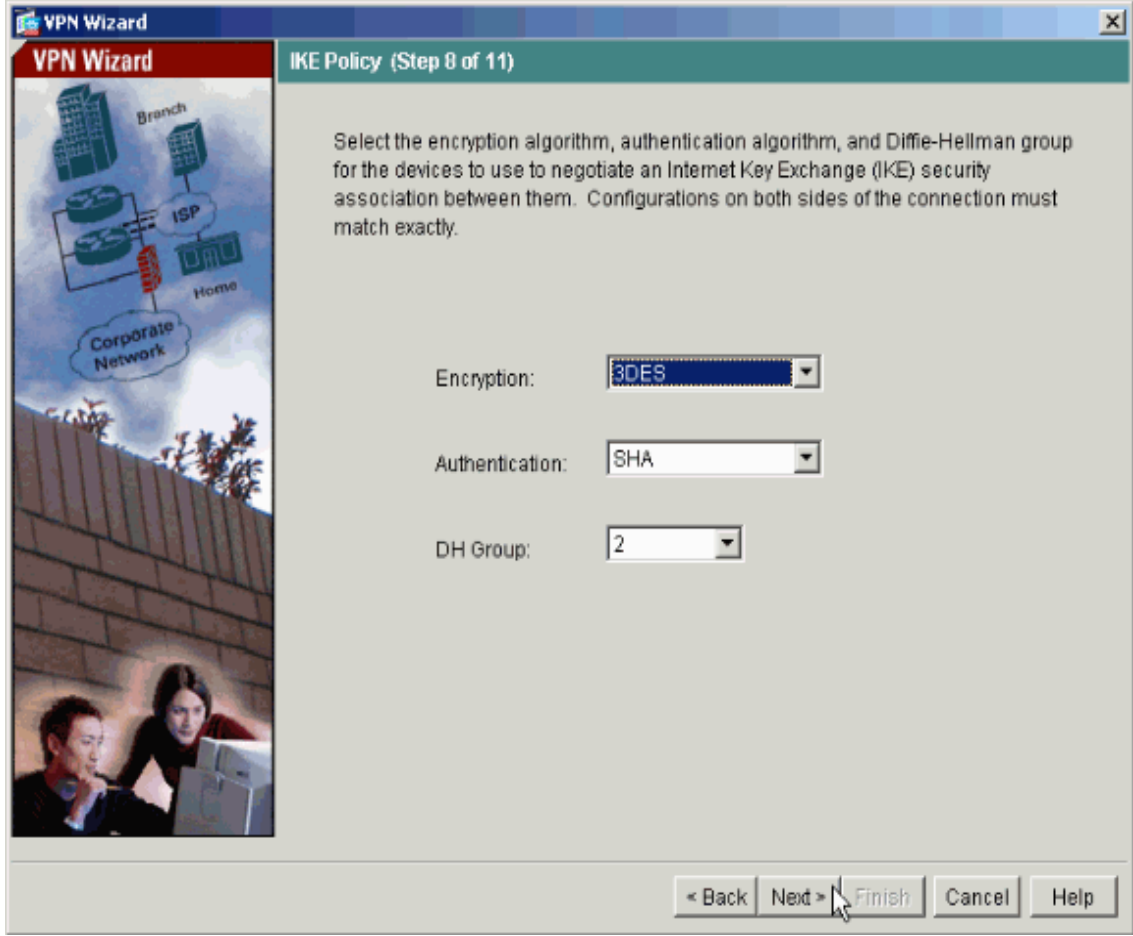 VPN Wizard
VPN Wizard
IKE Policy (Step 8 of 11)
Branch
ISP
Home
Corporate
Network
Select the encryption algorithm, authentication algorithm, and Diffie-Hellman group
for the devices to use to negotiate an Internet Key Exchange (IKE) security
association between them. Configurations on both sides of the connection must
match exactly.
Encryption: 3DES
Authentication: SHA
DH Group: 2
< Back Next > Finish Cancel Help